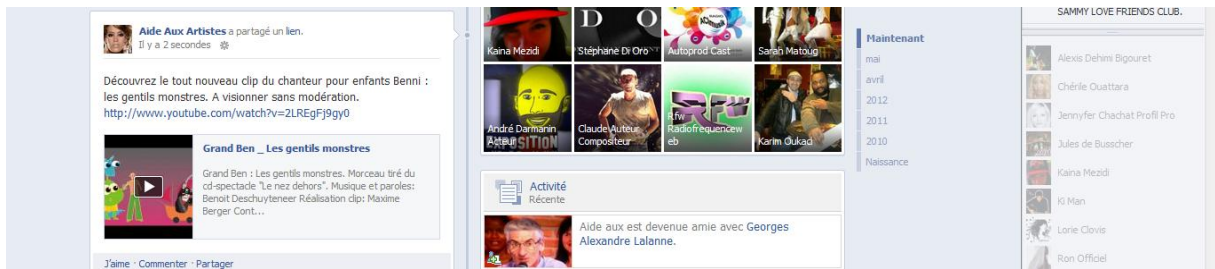 Aide Aux Artistes a partagé un lien.
Il y a 2 secondes
Découvrez le tout nouveau clip du chanteur pour enfants Benni :
les gentils monstres. A visionner sans modération.
http://www.youtube.com/watch?v=2LREgFj9gy0
Grand Ben _ Les gentils monstres
Grand Ben : Les gentils monstres. Morceau tiré du
cd-spectacle "Le nez dehors". Musique et paroles:
Benoit Deschuyteneer Réalisation clip: Maxime
Berger Cont...
J'aime · Commenter · Partager
Kaina Mezidi
Stéphane Di Oro
Autoprod Cast
Sarah Matoug
André Darmanin
Acteur
EXPOSITION
Claude Auteur
Compositeur
Rfw
Radiofrequencew
eb
RFW
Karim Oukaci
Activité
Récente
Aide aux est devenue amie avec Georges
Alexandre Lalanne.
Maintenant
mai
avril
2012
2011
2010
Naissance
SAMMY LOVE FRIENDS CLUB.
Alexis Dehimi Bigouret
Chérile Ouattara
Jennyfer Chachat Profil Pro
Jules de Busscher
Kaina Mezidi
Ki Man
Lorie Clovis
Ron Officiel